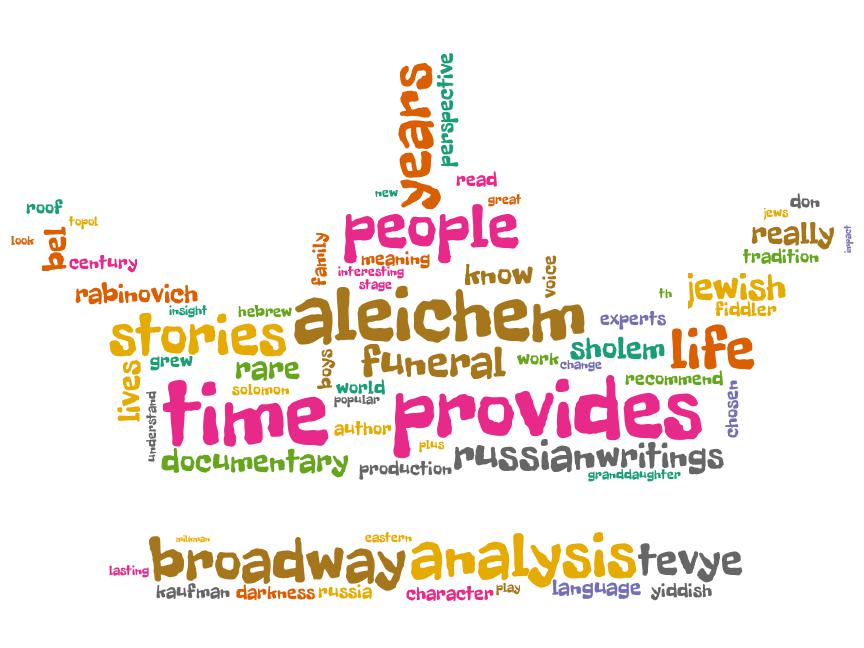 years
perspective
new
read
great
people
roof
topol
look
bel
century
don
jews
really
impact
tradition
family
meaning
interesting
stage
know
voice
rabinovich
insight
hebrew
aleichem
th
jewish
fiddler
experts
stories
grew
rare
solomon
boys
funeral
work
change
sholem
life
recommend
lives
understand
world
popular
time
author
plus
provides
chosen
documentary
production
russian
writings
granddaughter
milkman
eastern
lasting
broadway
analysis
tevye
kaufman
darkness
russia
character
play
language
yiddish